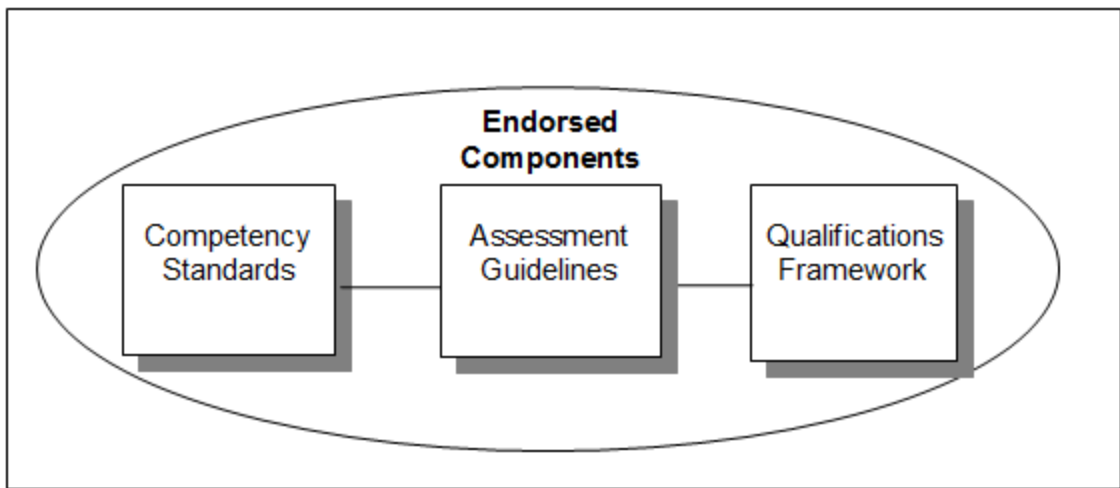 Endorsed
Components
Competency
Standards
Assessment
Guidelines
Qualifications
Framework